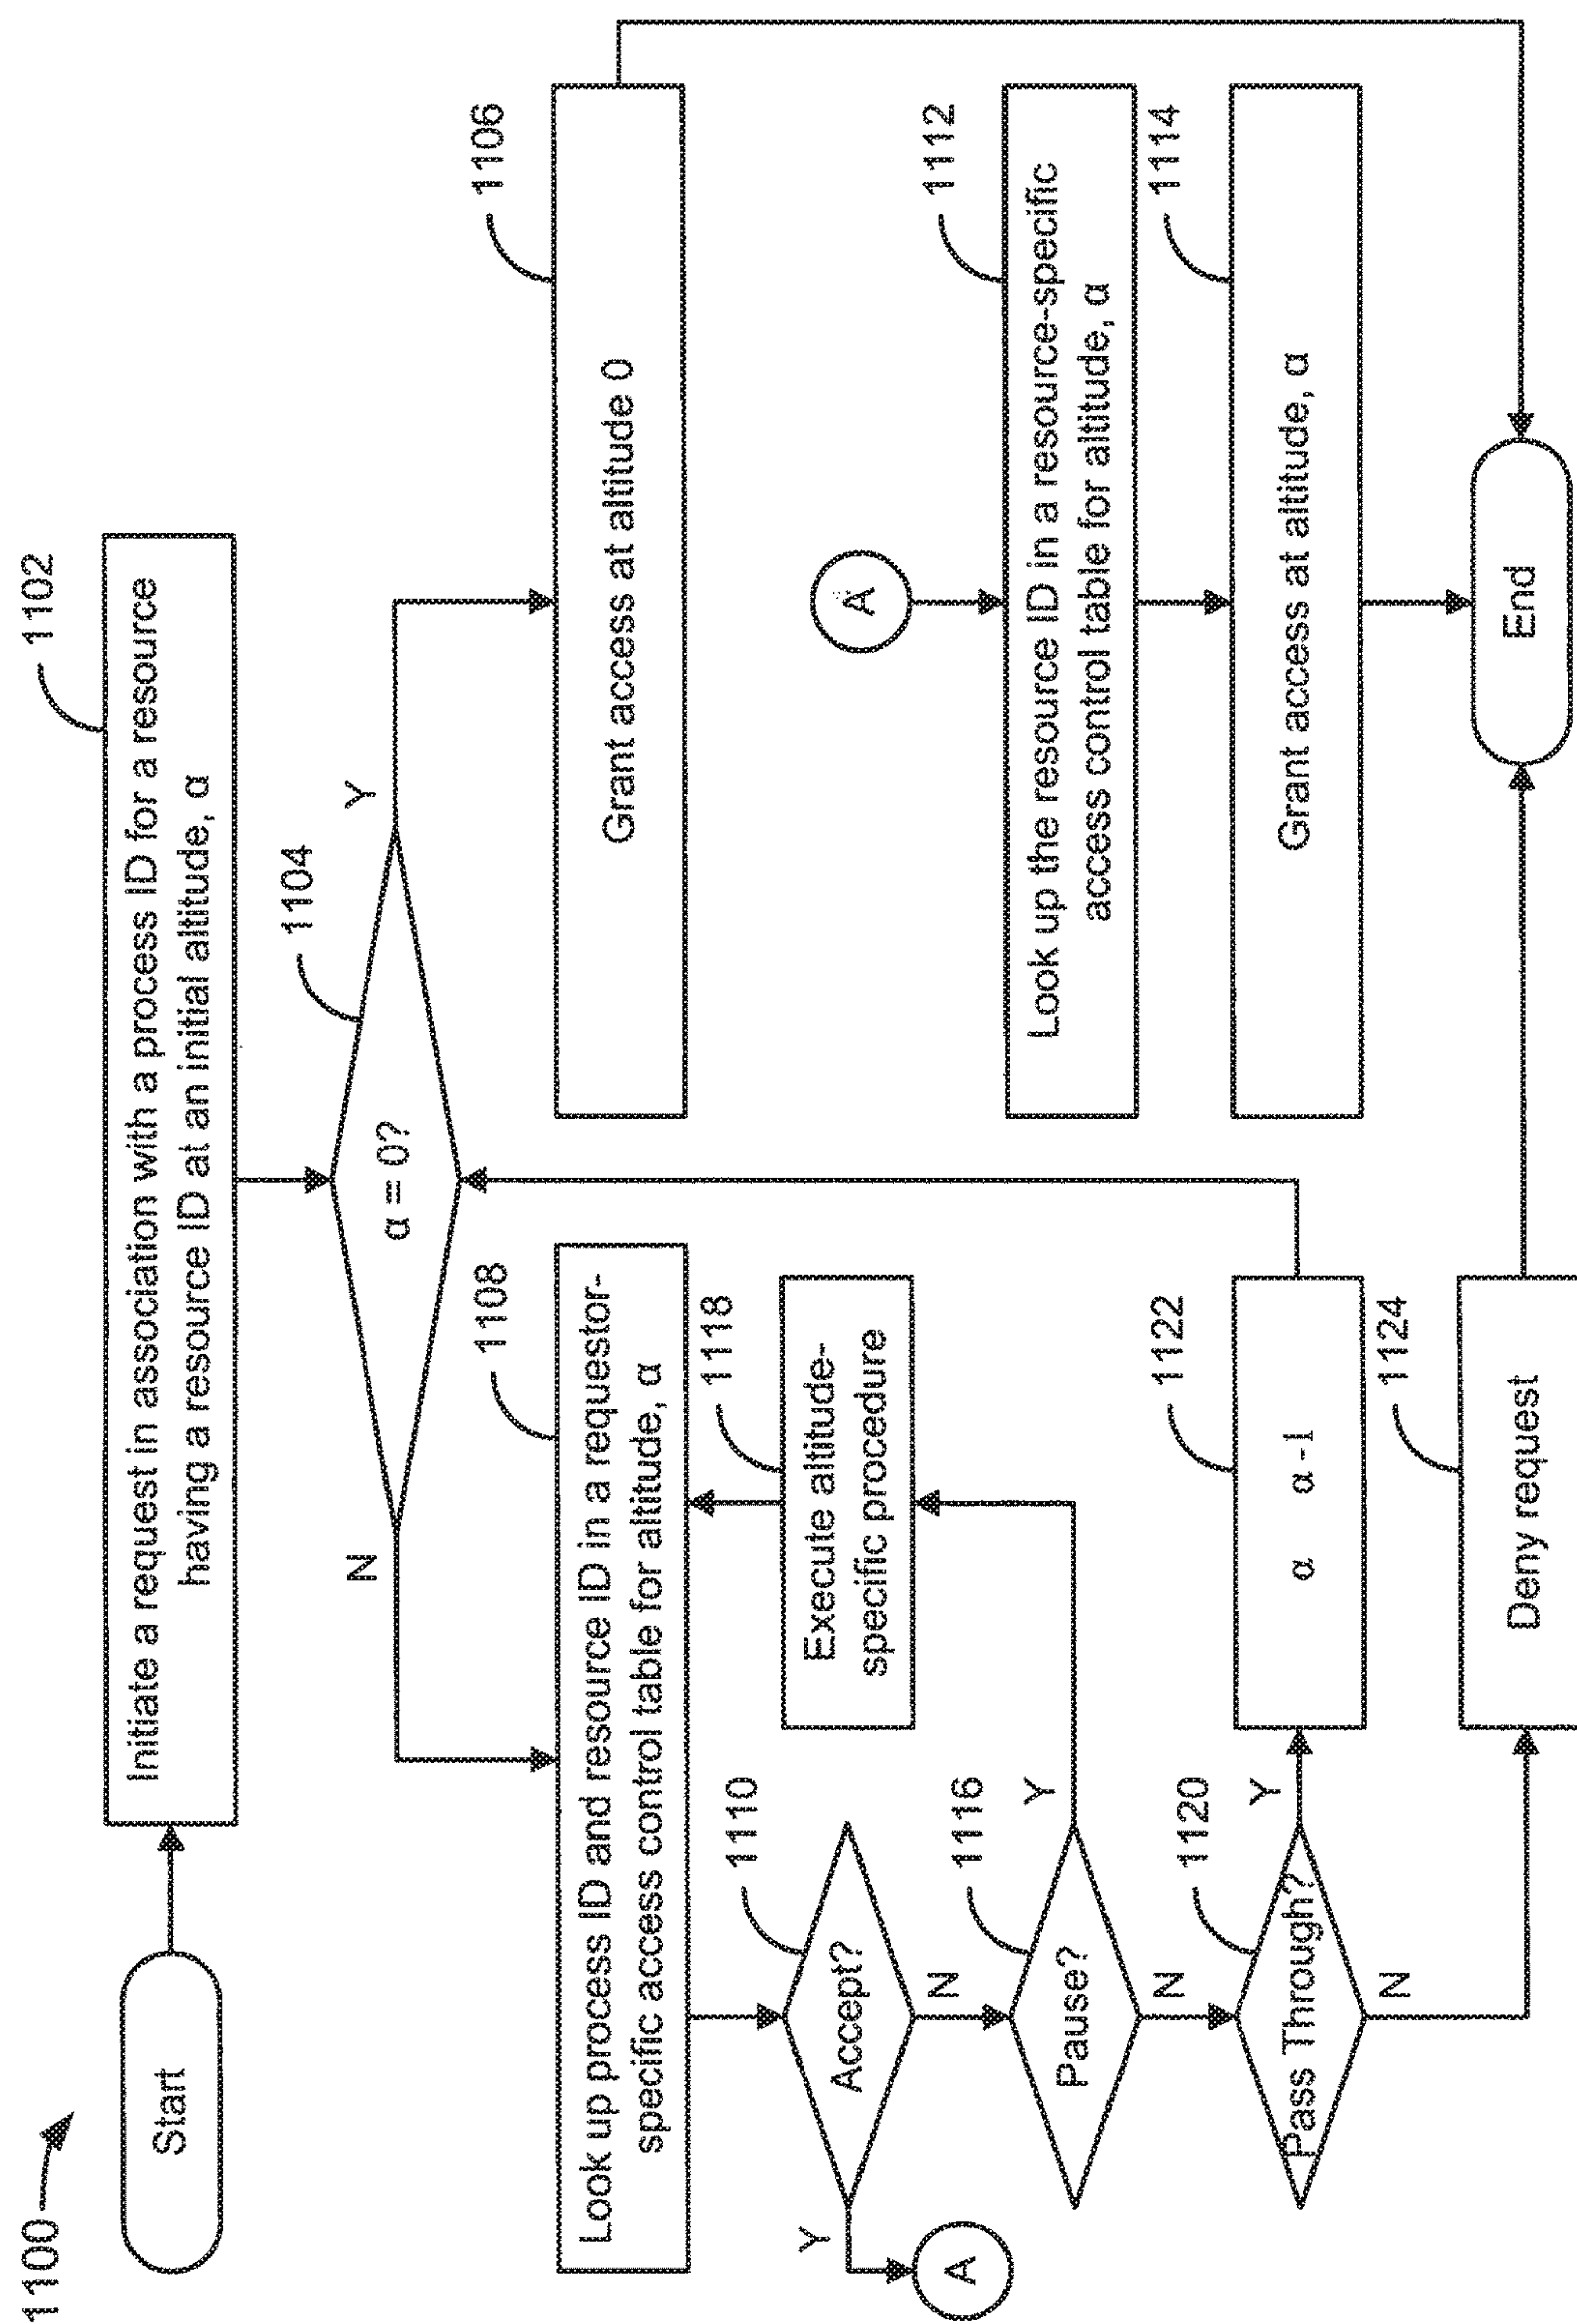 1100
Start
1102
Initiate a request in association with a process ID for a resource
having a resource ID at an initial altitude, α
1104
α = 0?
N
Y
1106
Grant access at altitude 0
1108
Look up process ID and resource ID in a requestor-
specific access control table for altitude, α
1110
Accept?
Y
N
A
1116
Pause?
Y
N
1118
Execute altitude-
specific procedure
1120
Pass Through?
Y
N
1122
α α -1
1124
Deny request
A
1112
Look up the resource ID in a resource-specific
access control table for altitude, α
1114
Grant access at altitude, α
End